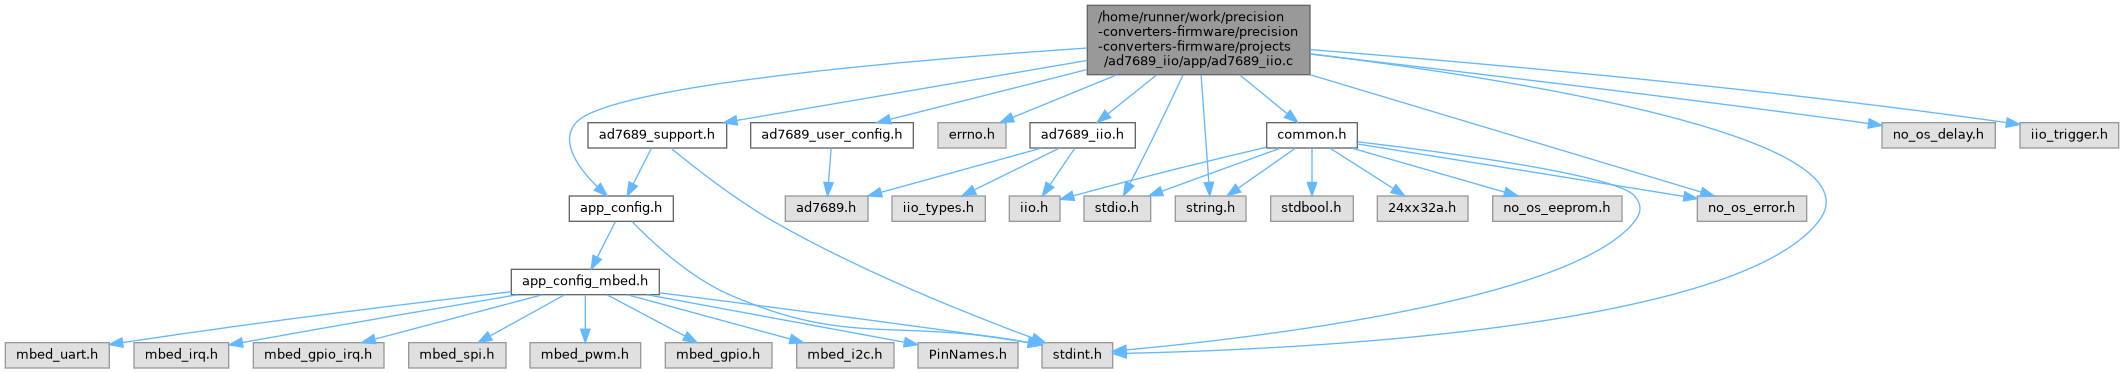 /home/runner/work/precision
-converters-firmware/precision
-converters-firmware/projects
/ad7689_iio/app/ad7689_iio.c
ad7689_support.h
ad7689_user_config.h
errno.h
ad7689_iio.h
common.h
no_os_delay.h
iio_trigger.h
app_config.h
ad7689.h
iio_types.h
iio.h
stdio.h
string.h
stdbool.h
24xx32a.h
no_os_eeprom.h
no_os_error.h
app_config_mbed.h
mbed_uart.h
mbed_irq.h
mbed_gpio_irq.h
mbed_spi.h
mbed_pwm.h
mbed_gpio.h
mbed_i2c.h
PinNames.h
stdint.h